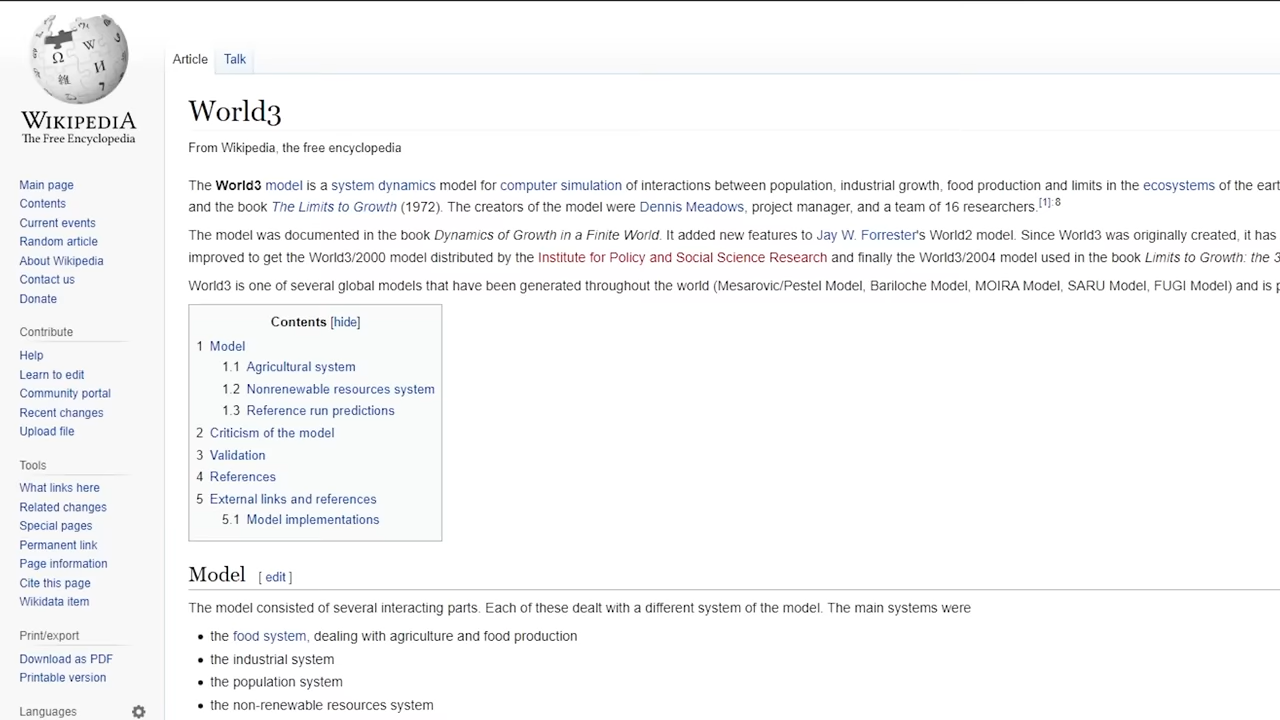 WIKIPEDIA
The Free Encyclopedia
Main page
Contents
Current events
Random article
About Wikipedia
Contact us
Donate
Contribute
Help
Learn to edit
Community portal
Recent changes
Upload file
Tools
What links here
Related changes
Special pages
Permanent link
Page information
Cite this page
Wikidata item
Print/export
Download as PDF
Printable version
Languages
Article Talk
World3
From Wikipedia, the free encyclopedia
The World3 model is a system dynamics model for computer simulation of interactions between population, industrial growth, food production and limits in the ecosystems of the
and the book The Limits to Growth (1972). The creators of the model were Dennis Meadows, project manager, and a team of 16 researchers.[1]: 8
The model was documented in the book Dynamics of Growth in a Finite World. It added new features to Jay W. Forrester's World2 model. Since World3 was originally created, it has
improved to get the World3/2000 model distributed by the Institute for Policy and Social Science Research and finally the World3/2004 model used in the book Limits to Growth: the 3
World3 is one of several global models that have been generated throughout the world (Mesarovic/Pestel Model, Bariloche Model, MOIRA Model, SARU Model, FUGI Model) and is
Contents [hide]
1 Model
1.1 Agricultural system
1.2 Nonrenewable resources system
1.3 Reference run predictions
2 Criticism of the model
3 Validation
4 References
5 External links and references
5.1 Model implementations
Model [ edit ]
The model consisted of several interacting parts. Each of these dealt with a different system of the model. The main systems were
• the food system, dealing with agriculture and food production
• the industrial system
• the population system
• the non-renewable resources system